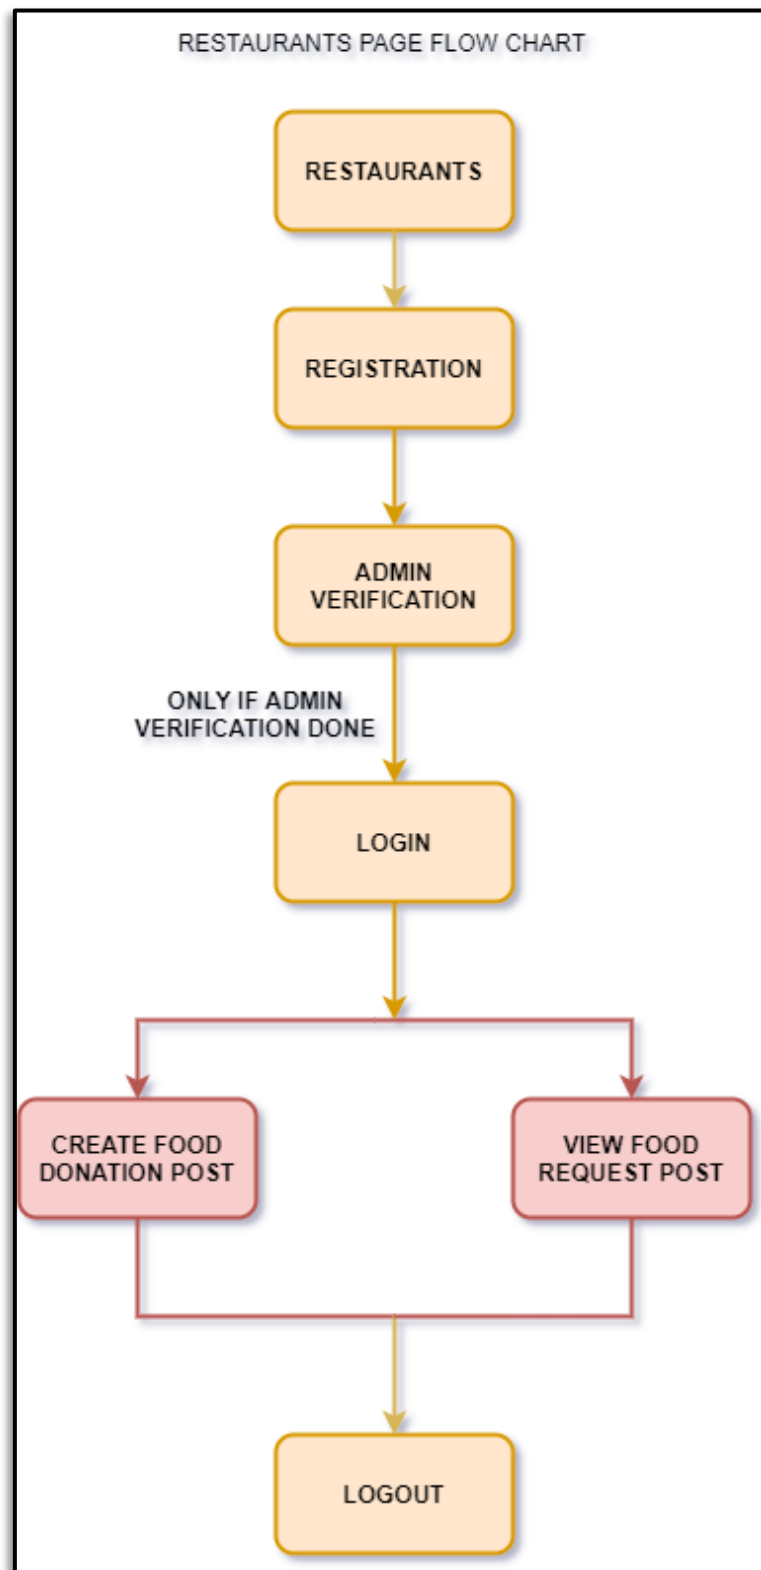 RESTAURANTS PAGE FLOW CHART
RESTAURANTS
REGISTRATION
ADMIN
VERIFICATION
ONLY IF ADMIN
VERIFICATION DONE
LOGIN
CREATE FOOD
DONATION POST
VIEW FOOD
REQUEST POST
LOGOUT